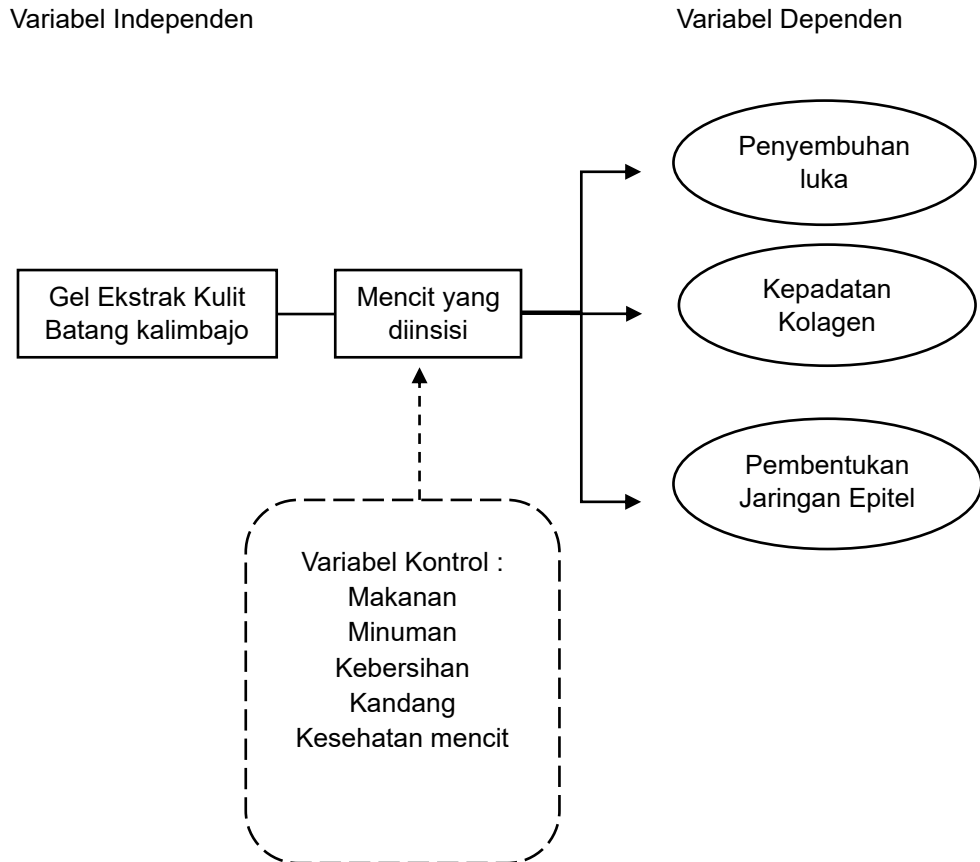 Variabel Independen
Variabel Dependen
Penyembuhan
luka
Gel Ekstrak Kulit
Batang kalimbajo
Mencit yang
diinsisi
Kepadatan
Kolagen
Pembentukan
Jaringan Epitel
Variabel Kontrol :
Makanan
Minuman
Kebersihan
Kandang
Kesehatan mencit